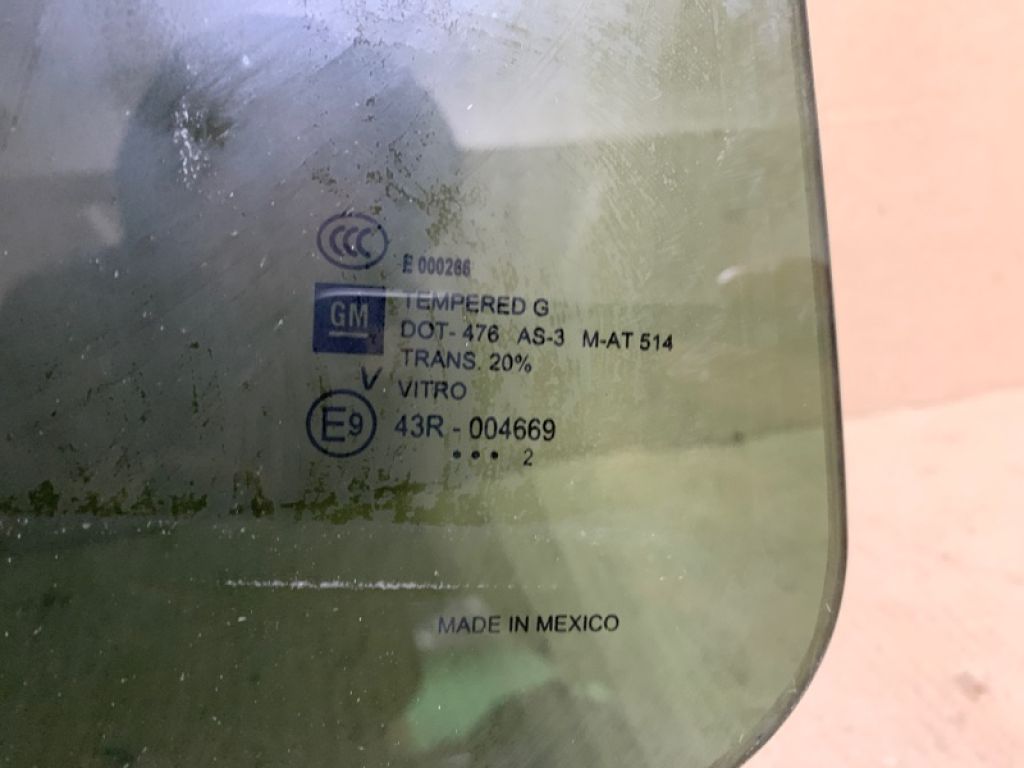 CCC
E 000266
GM
TEMPERED G
DOT- 476 AS-3 M-AT 514
TRANS. 20%
V
VITRO
E9
43R - 004669
••• 2
MADE IN MEXICO